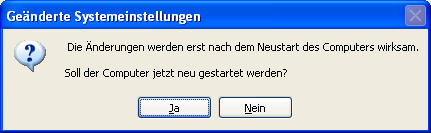 Geänderte Systemeinstellungen
Die Änderungen werden erst nach dem Neustart des Computers wirksam.
Soll der Computer jetzt neu gestartet werden?
Ja Nein